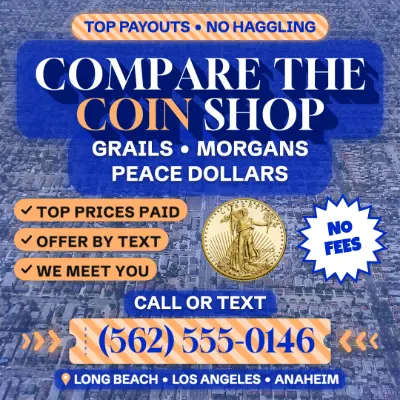 TOP PAYOUTS • NO HAGGLING
COMPARE THE
COIN SHOP
GRAILS • MORGANS
PEACE DOLLARS
✓ TOP PRICES PAID
✓ OFFER BY TEXT
✓ WE MEET YOU
NO
FEES
CALL OR TEXT
(562) 555-0146
LONG BEACH • LOS ANGELES • ANAHEIM